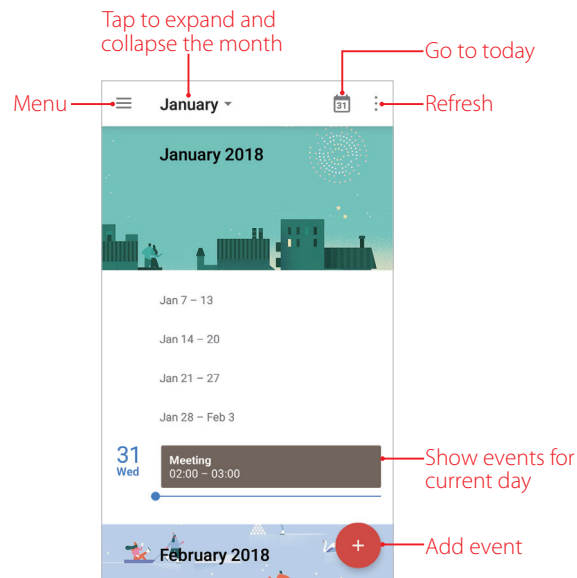 Tap to expand and
collapse the month
Go to today
Menu
January
31
Refresh
January 2018
Jan 7 – 13
Jan 14 – 20
Jan 21 – 27
Jan 28 – Feb 3
31
Wed
Meeting
02:00 – 03:00
Show events for
current day
February 2018
+
Add event